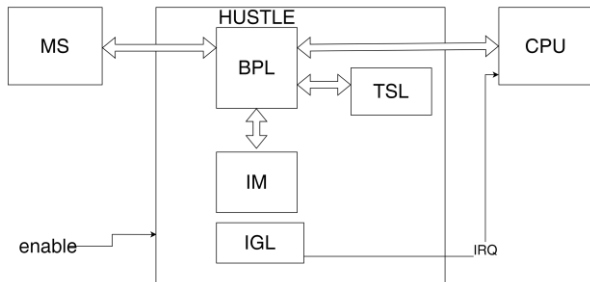 HUSTLE
MS
BPL
CPU
TSL
IM
IGL
enable
IRQ